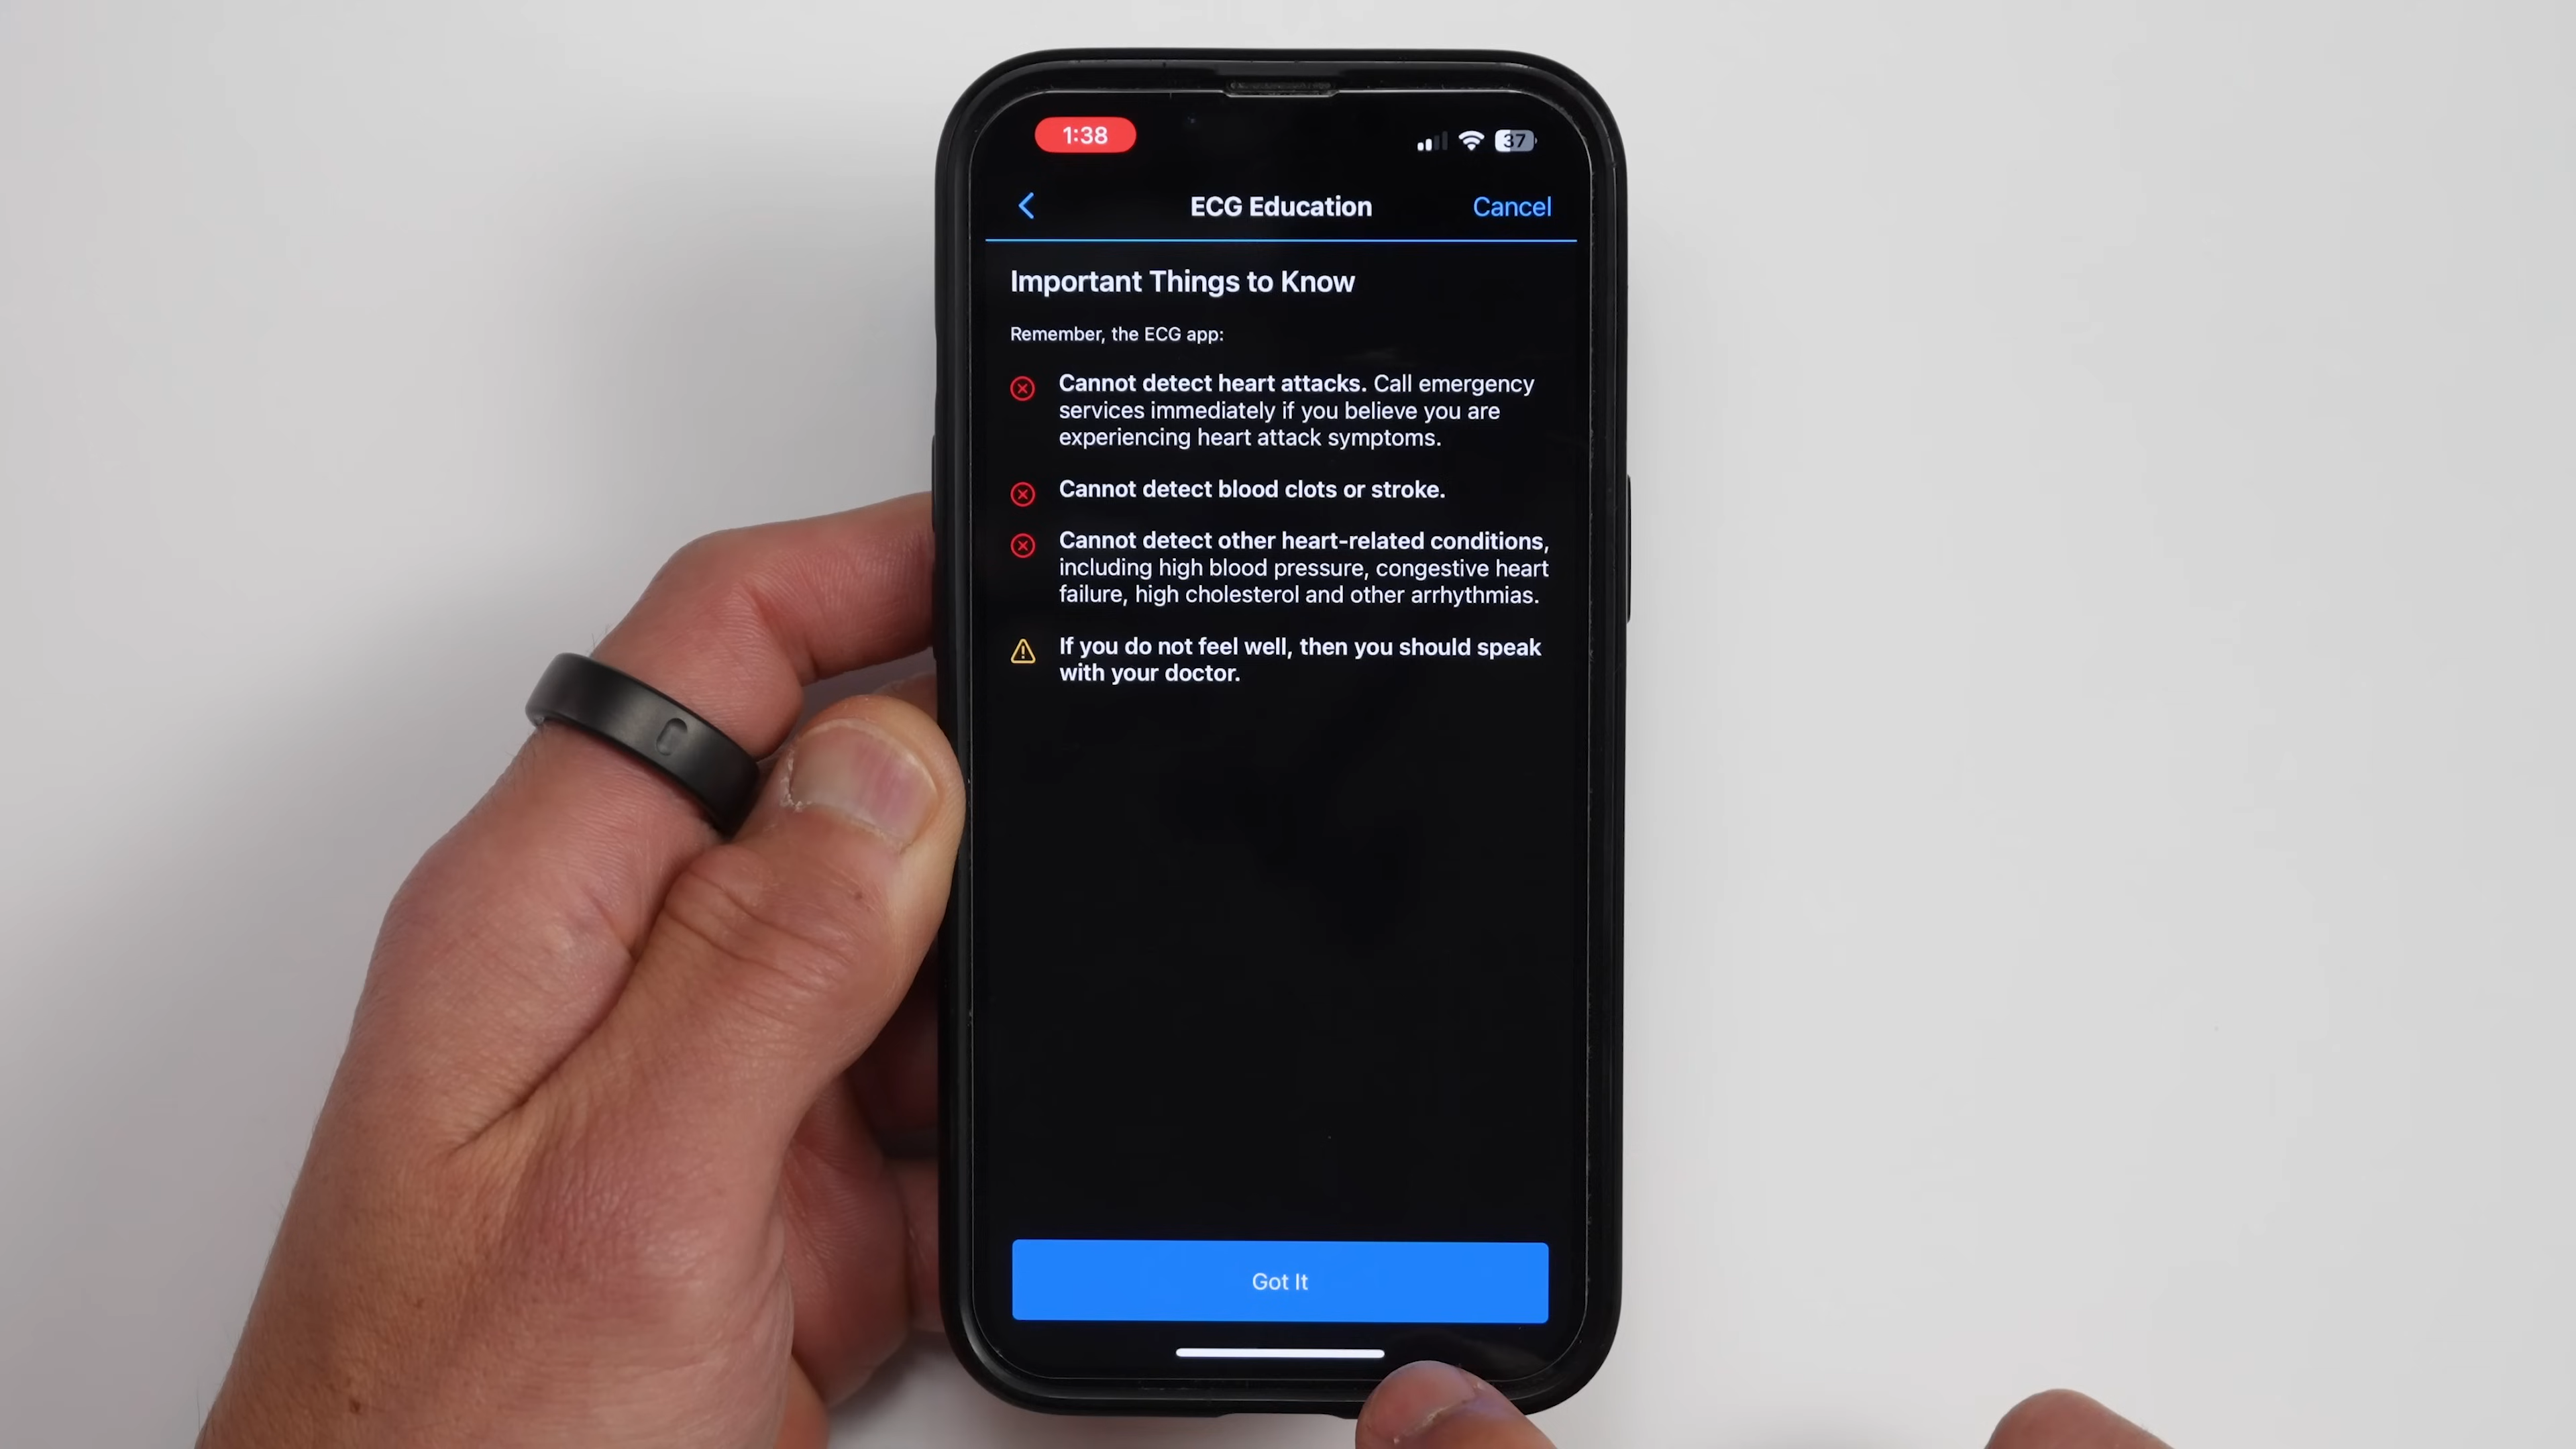 1:38
37
ECG Education
Cancel
Important Things to Know
Remember, the ECG app:
Cannot detect heart attacks. Call emergency
services immediately if you believe you are
experiencing heart attack symptoms.
Cannot detect blood clots or stroke.
Cannot detect other heart-related conditions,
including high blood pressure, congestive heart
failure, high cholesterol and other arrhythmias.
If you do not feel well, then you should speak
with your doctor.
Got It